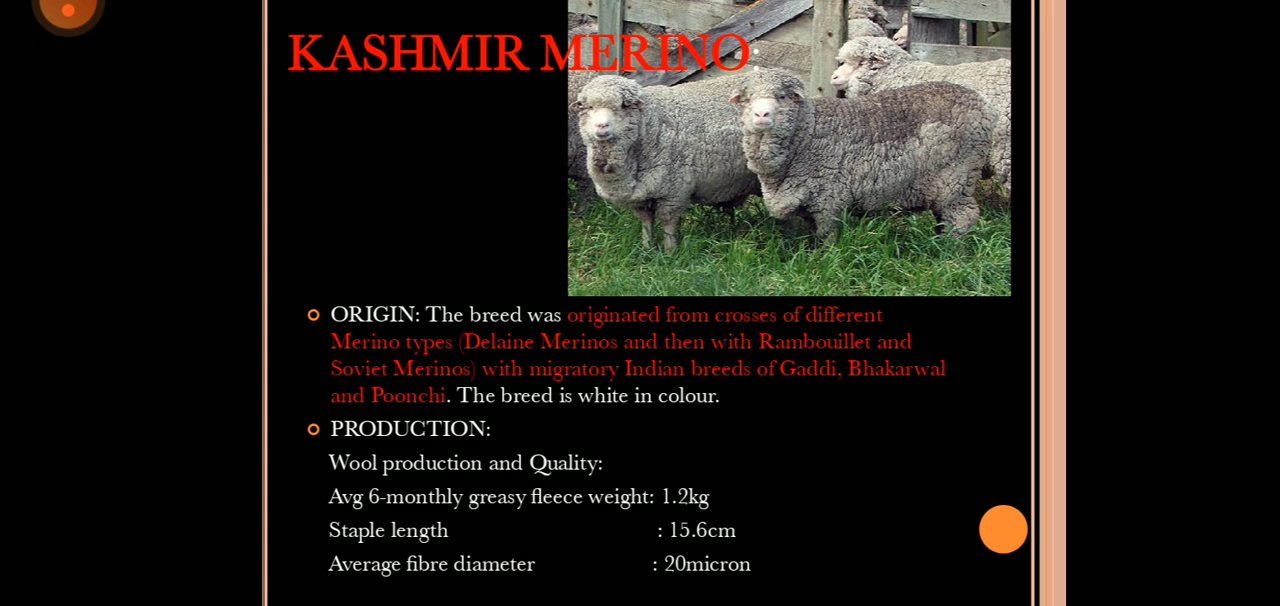 KASHMIR MERINO:
ORIGIN: The breed was originated from crosses of different
Merino types (Delaine Merinos and then with Rambouillet and
Soviet Merinos) with migratory Indian breeds of Gaddi, Bhakarwal
and Poonchi. The breed is white in colour.
PRODUCTION:
Wool production and Quality:
Avg 6-monthly greasy fleece weight: 1.2kg
Staple length : 15.6cm
Average fibre diameter : 20micron